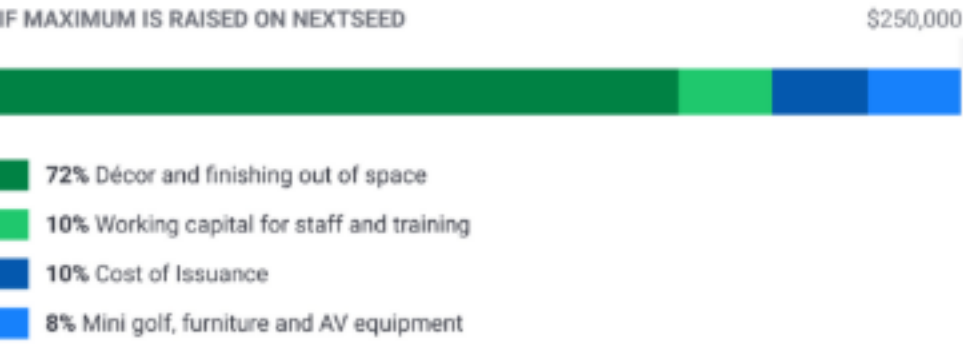 IF MAXIMUM IS RAISED ON NEXTSEED $250,000
72% Décor and finishing out of space
10% Working capital for staff and training
10% Cost of Issuance
8% Mini golf, furniture and AV equipment